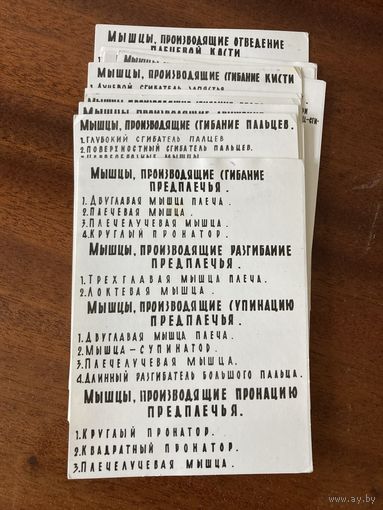 Мышцы, производящие отведение
Мышцы, производящие сгибание кисти
1. Лучевой сгибатель запястья
Мышцы, производящие сгибание пальцев.
1. Глубокий сгибатель пальцев
2. Поверхностный сгибатель пальцев.
Мышцы, производящие сгибание
предплечья.
1. Двуглавая мышца плеча.
2. Плечевая мышца.
3. Плечелучевая мышца.
4. Круглый пронатор.
Мышцы, производящие разгибание
предплечья.
1. Трехглавая мышца плеча.
2. Локтевая мышца.
Мышцы, производящие супинацию
предплечья.
1. Двуглавая мышца плеча.
2. Мышца-супинатор.
3. Плечелучевая мышца.
4. Длинный разгибатель большого пальца.
Мышцы, производящие пронацию
предплечья.
1. Круглый пронатор.
2. Квадратный пронатор.
3. Плечелучевая мышца.
www.ay.by